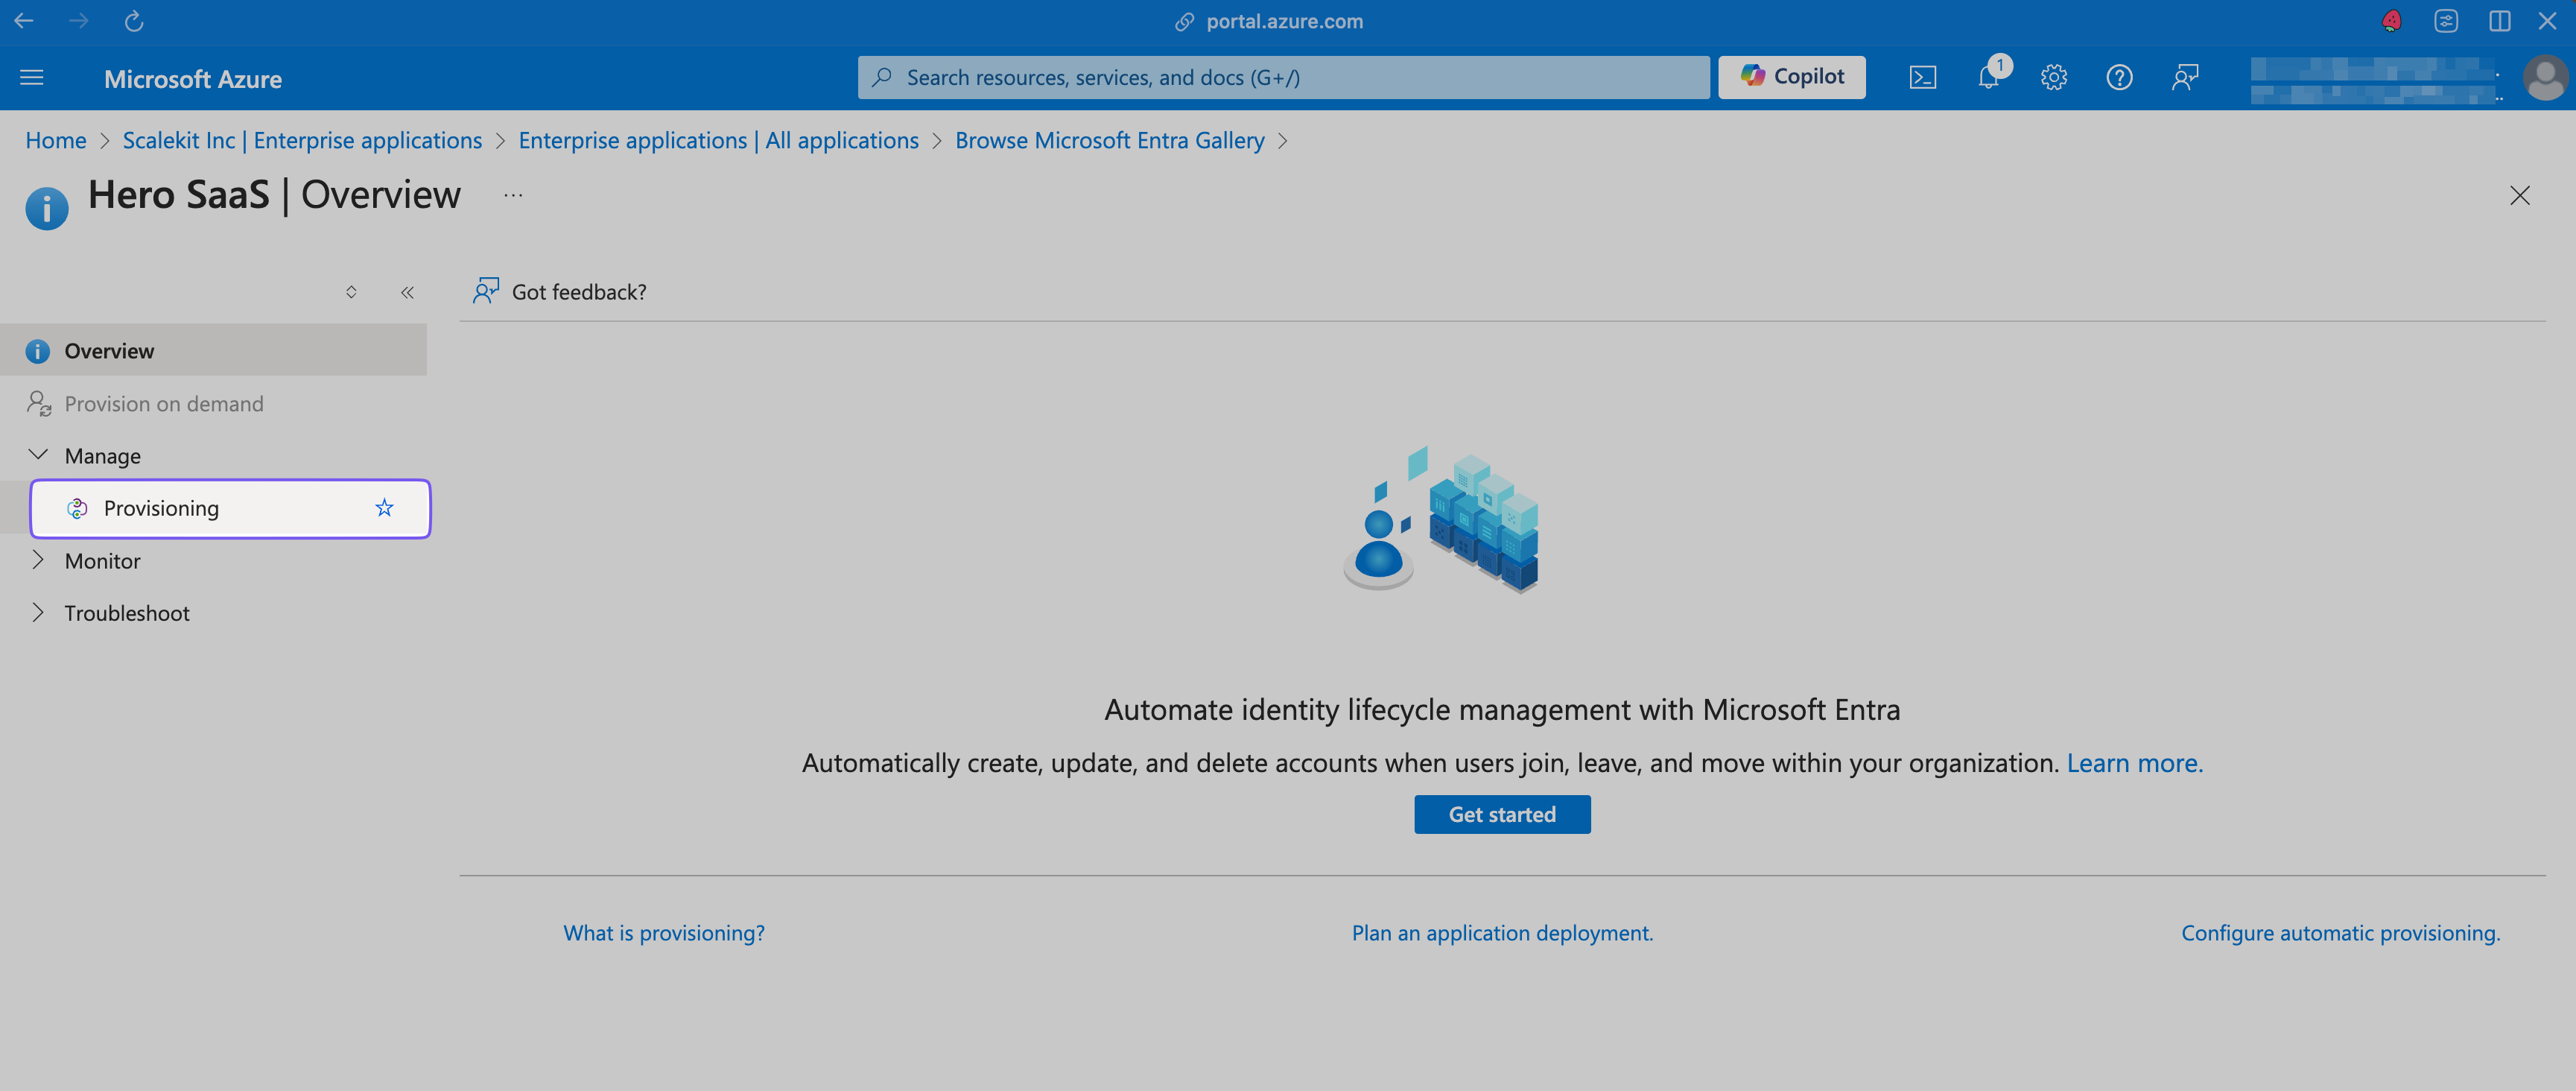 portal.azure.com
Microsoft Azure
Search resources, services, and docs (G+/)
Copilot
1
Home > Scalekit Inc | Enterprise applications > Enterprise applications | All applications > Browse Microsoft Entra Gallery >
Hero SaaS | Overview ...
Got feedback?
Overview
Provision on demand
Manage
Provisioning
Monitor
Troubleshoot
Automate identity lifecycle management with Microsoft Entra
Automatically create, update, and delete accounts when users join, leave, and move within your organization. Learn more.
Get started
What is provisioning?
Plan an application deployment.
Configure automatic provisioning.